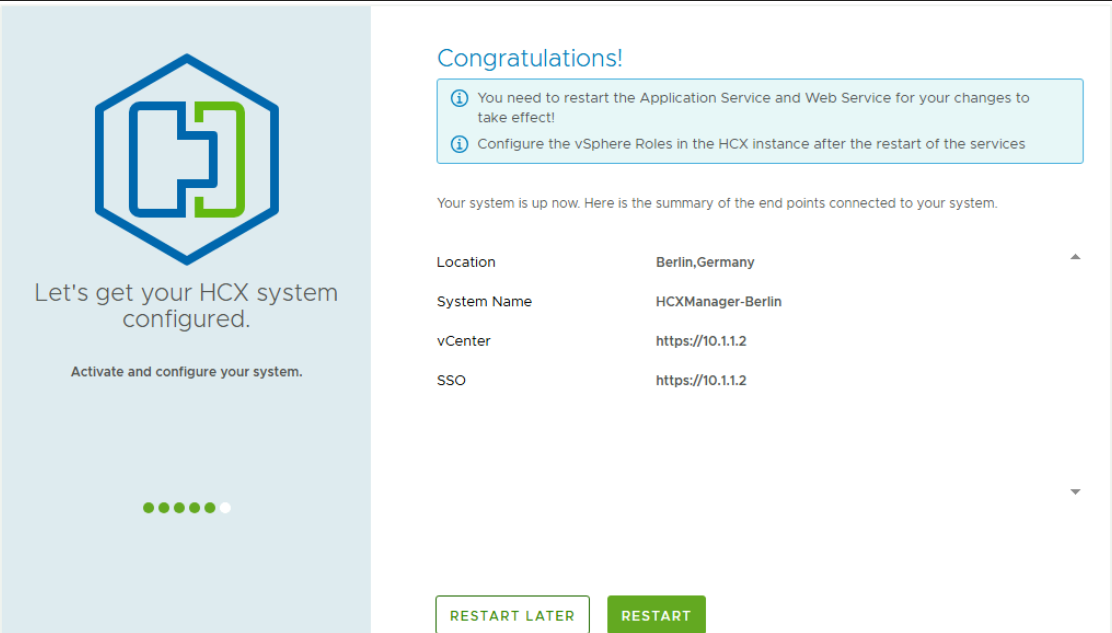 Let's get your HCX system
configured.
Activate and configure your system.
Congratulations!
You need to restart the Application Service and Web Service for your changes to
take effect!
Configure the vSphere Roles in the HCX instance after the restart of the services
Your system is up now. Here is the summary of the end points connected to your system.
Location Berlin,Germany
System Name HCXManager-Berlin
vCenter https://10.1.1.2
SSO https://10.1.1.2
RESTART LATER RESTART